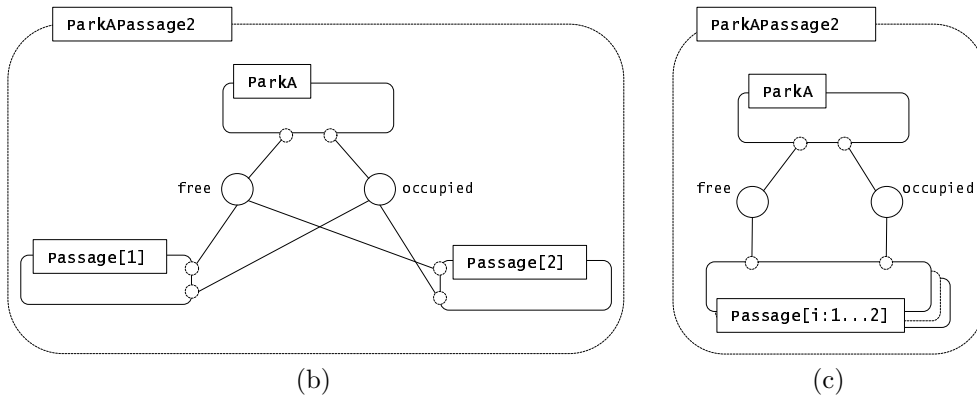 ParkAPassage2
ParkA
free
occupied
Passage[1]
Passage[2]
(b)
ParkAPassage2
ParkA
free
occupied
Passage[i:1...2]
(c)